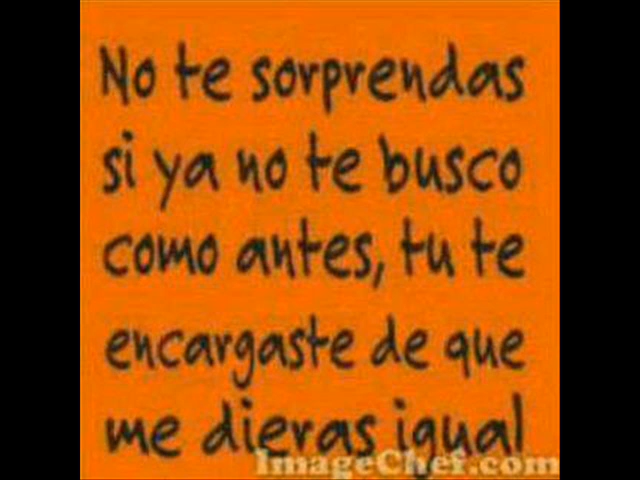 No te sorprendas
si ya no te busco
como antes, tu te
encargaste de que
me dieras igual
ImageChef.com